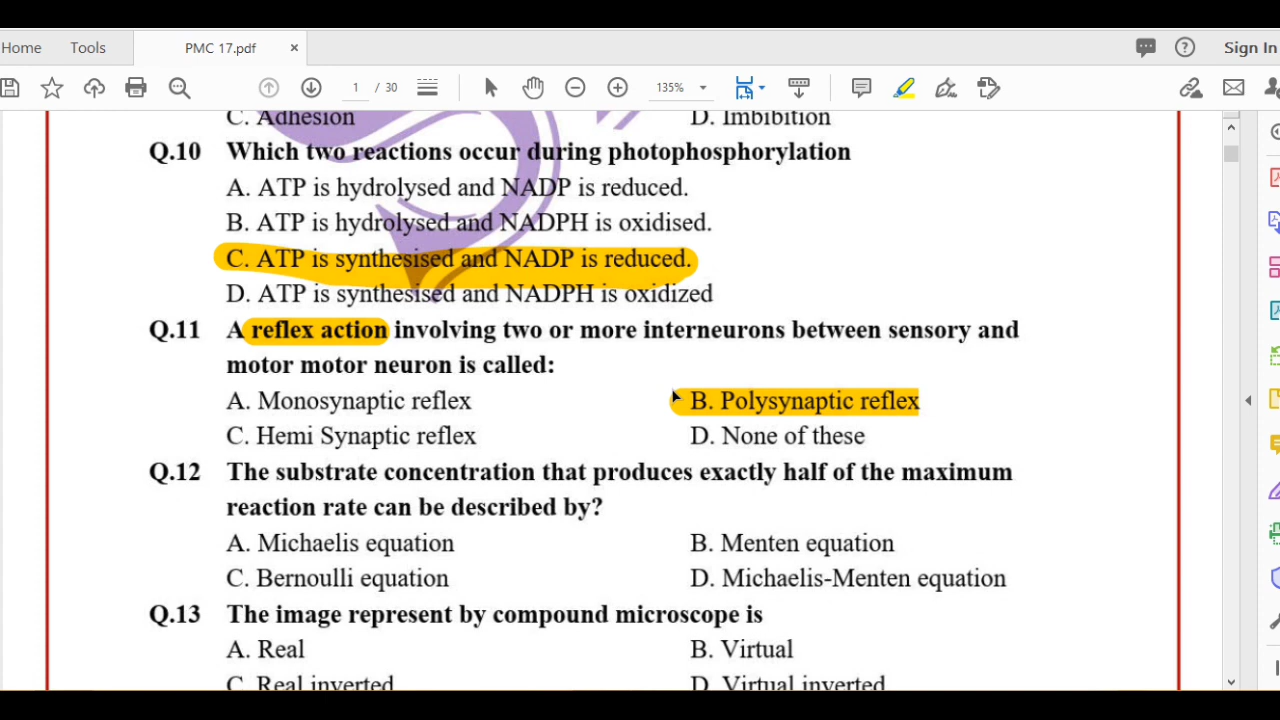 Home Tools PMC 17.pdf × Sign In
1 / 30 135%
C. Adhesion D. Imbibition
Q.10 Which two reactions occur during photophosphorylation
A. ATP is hydrolysed and NADP is reduced.
B. ATP is hydrolysed and NADPH is oxidised.
C. ATP is synthesised and NADP is reduced.
D. ATP is synthesised and NADPH is oxidized
Q.11 A reflex action involving two or more interneurons between sensory and
motor motor neuron is called:
A. Monosynaptic reflex B. Polysynaptic reflex
C. Hemi Synaptic reflex D. None of these
Q.12 The substrate concentration that produces exactly half of the maximum
reaction rate can be described by?
A. Michaelis equation B. Menten equation
C. Bernoulli equation D. Michaelis-Menten equation
Q.13 The image represent by compound microscope is
A. Real B. Virtual
C. Real inverted D. Virtual inverted